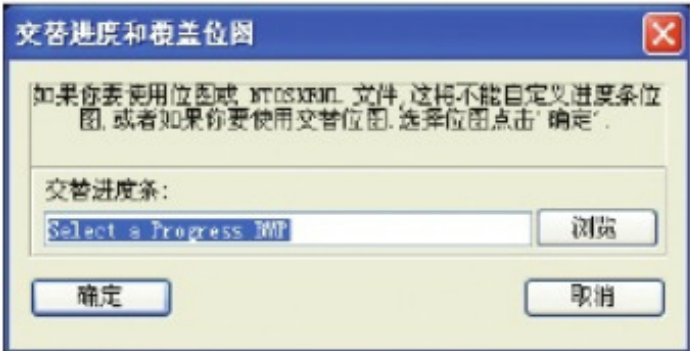 交替进度和覆盖位图
如果你要使用位图或 NTOSKRNL 文件,这将不能自定义进度条位
图,或者如果你要使用交替位图.选择位图点击'确定'.
交替进度条:
Select a Progress BMP
浏览
确定
取消